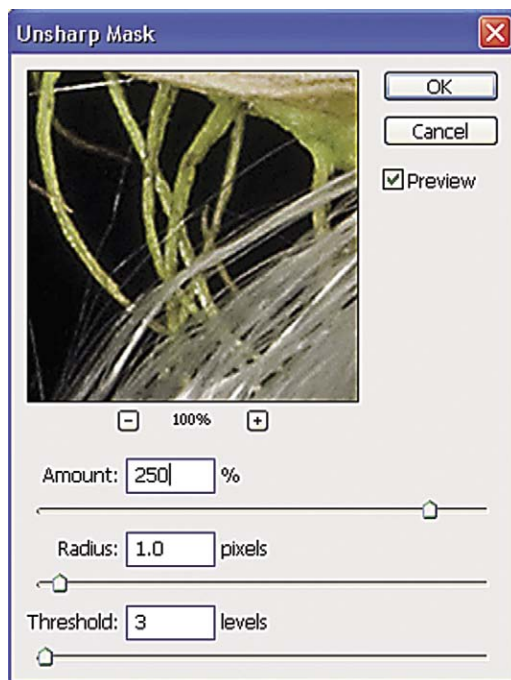 Unsharp Mask
OK
Cancel
Preview
100%
Amount: 250 %
Radius: 1.0 pixels
Threshold: 3 levels